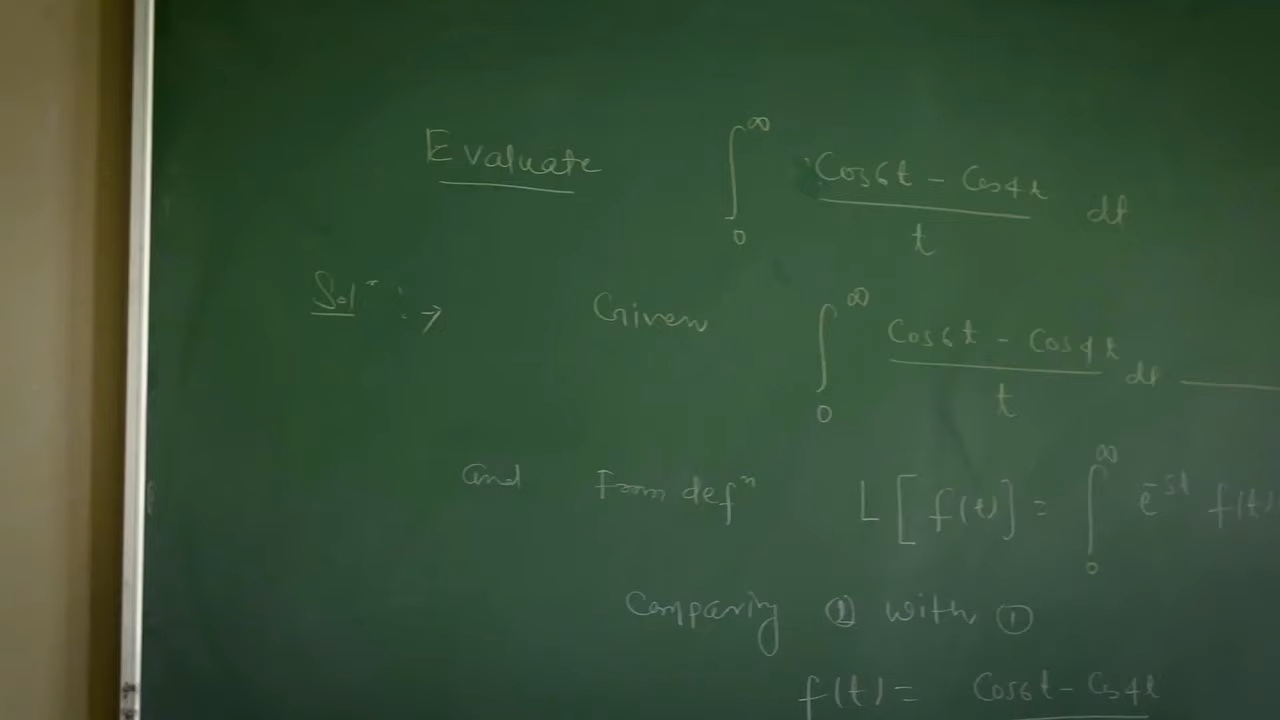 Evaluate ∫₀^∞ (Cos6t - Cos4t)/t dt
Solⁿ :→ Given ∫₀^∞ (Cos6t - Cos4t)/t dt
and From defⁿ L[f(t)] = ∫₀^∞ e^-st f(t)
Comparing ② with ①
f(t) = Cos6t - Cos4t